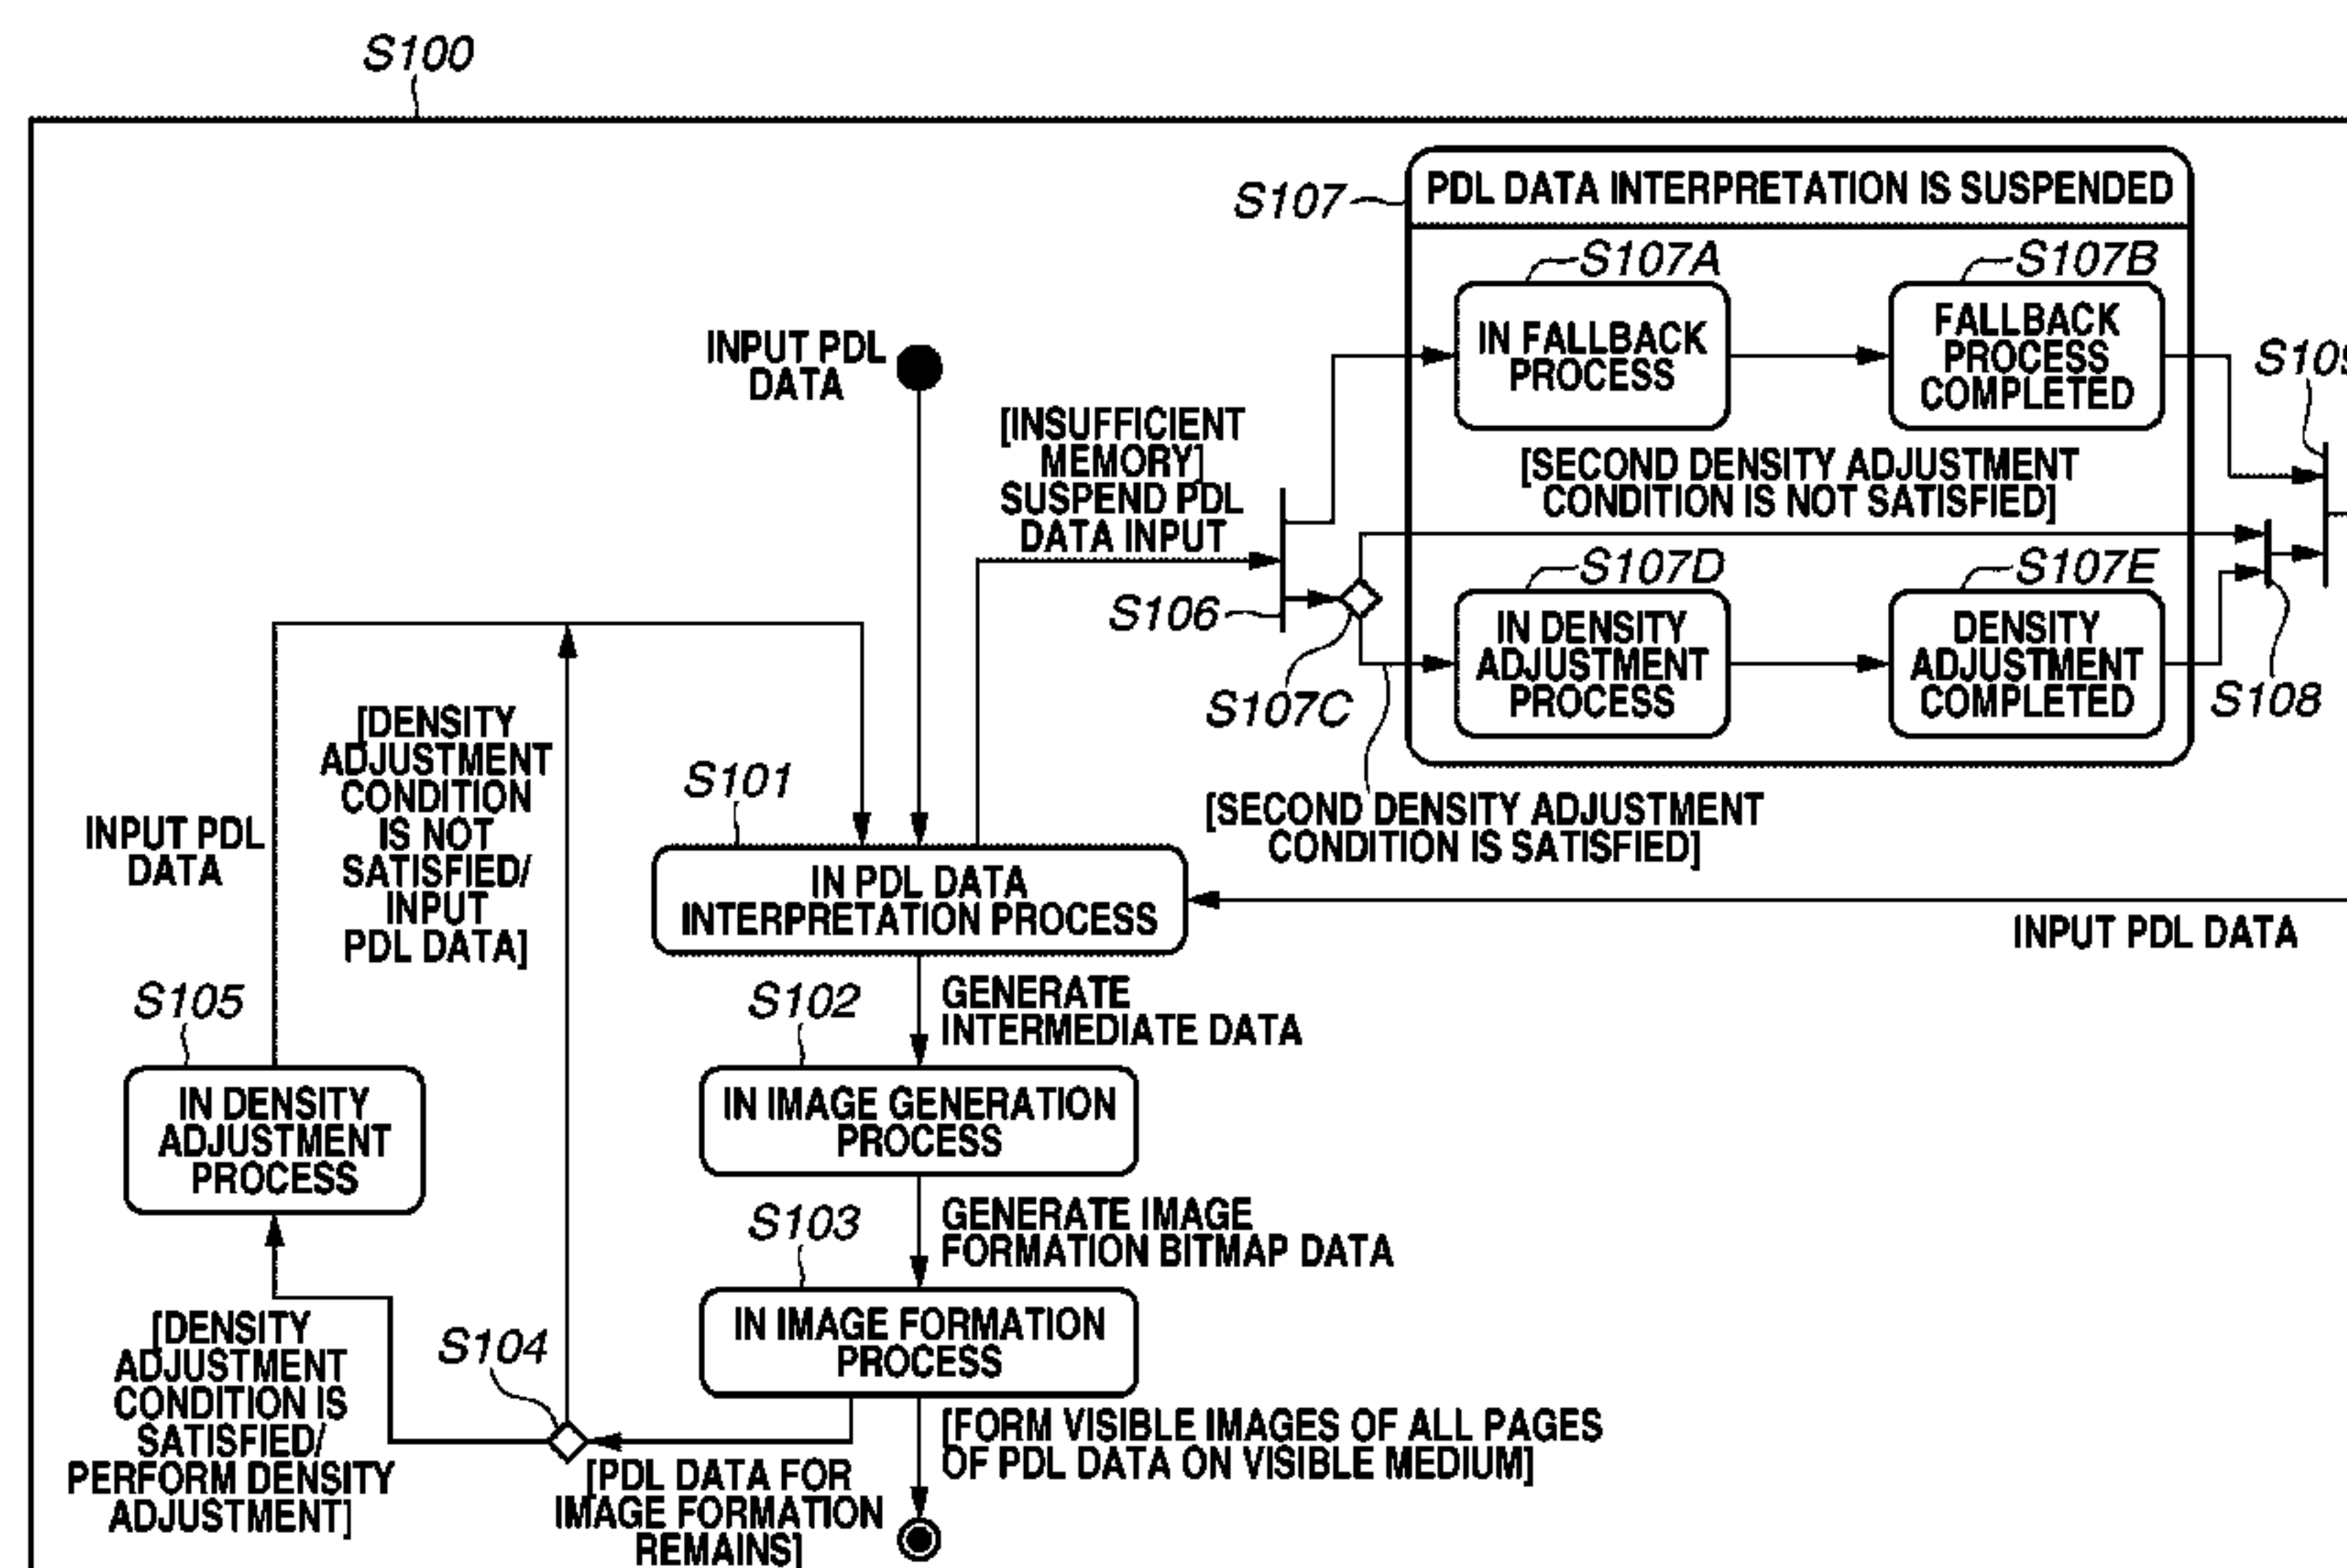 S100
S107
PDL DATA INTERPRETATION IS SUSPENDED
S107A
S107B
IN FALLBACK
PROCESS
FALLBACK
PROCESS
COMPLETED
S109
INPUT PDL
DATA
[INSUFFICIENT
MEMORY]
SUSPEND PDL
DATA INPUT
[SECOND DENSITY ADJUSTMENT
CONDITION IS NOT SATISFIED]
S106
S107C
S107D
S107E
IN DENSITY
ADJUSTMENT
PROCESS
DENSITY
ADJUSTMENT
COMPLETED
S108
[SECOND DENSITY ADJUSTMENT
CONDITION IS SATISFIED]
INPUT PDL
DATA
[DENSITY
ADJUSTMENT
CONDITION
IS NOT
SATISFIED/
INPUT
PDL DATA]
S101
IN PDL DATA
INTERPRETATION PROCESS
INPUT PDL DATA
S102
GENERATE
INTERMEDIATE DATA
S105
IN DENSITY
ADJUSTMENT
PROCESS
IN IMAGE GENERATION
PROCESS
S103
GENERATE IMAGE
FORMATION BITMAP DATA
IN IMAGE FORMATION
PROCESS
[DENSITY
ADJUSTMENT
CONDITION IS
SATISFIED/
PERFORM DENSITY
ADJUSTMENT]
S104
[PDL DATA FOR
IMAGE FORMATION
REMAINS]
[FORM VISIBLE IMAGES OF ALL PAGES
OF PDL DATA ON VISIBLE MEDIUM]